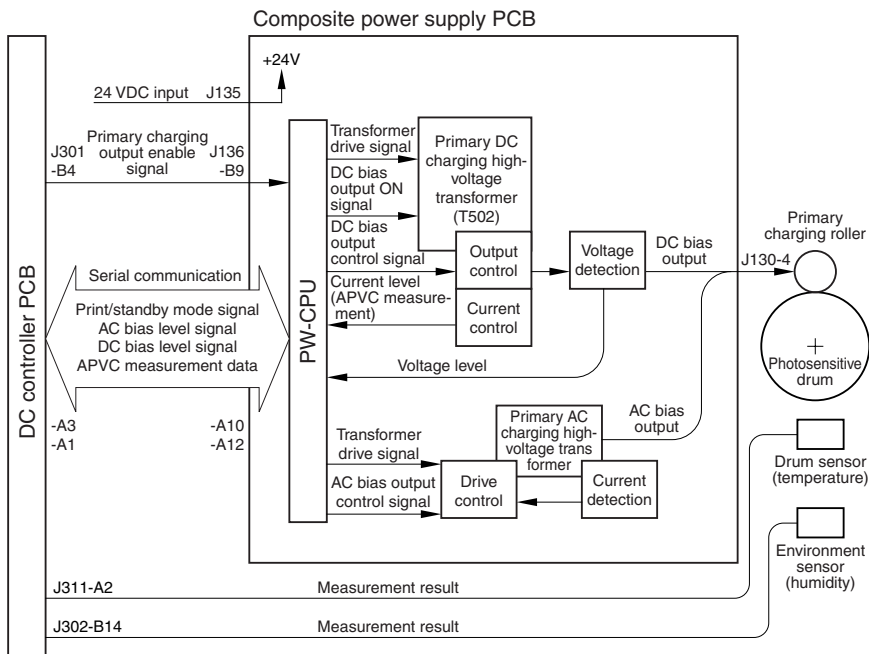 Composite power supply PCB
+24V
24 VDC input J135
Primary charging
output enable
signal
J301
-B4
J136
-B9
Transformer
drive signal
DC bias
output ON
signal
DC bias
output
control signal
Current level
(APVC measure-
ment)
Primary DC
charging high-
voltage
transformer
(T502)
Output
control
Current
control
Voltage
detection
DC bias
output
J130-4
Primary
charging roller
Photosensitive
drum
DC controller PCB
PW-CPU
Serial communication
Print/standby mode signal
AC bias level signal
DC bias level signal
APVC measurement data
Voltage level
-A3
-A1
-A10
-A12
Transformer
drive signal
AC bias output
control signal
Primary AC
charging high-
voltage trans
former
Drive
control
Current
detection
AC bias
output
Drum sensor
(temperature)
Environment
sensor
(humidity)
J311-A2 Measurement result
J302-B14 Measurement result